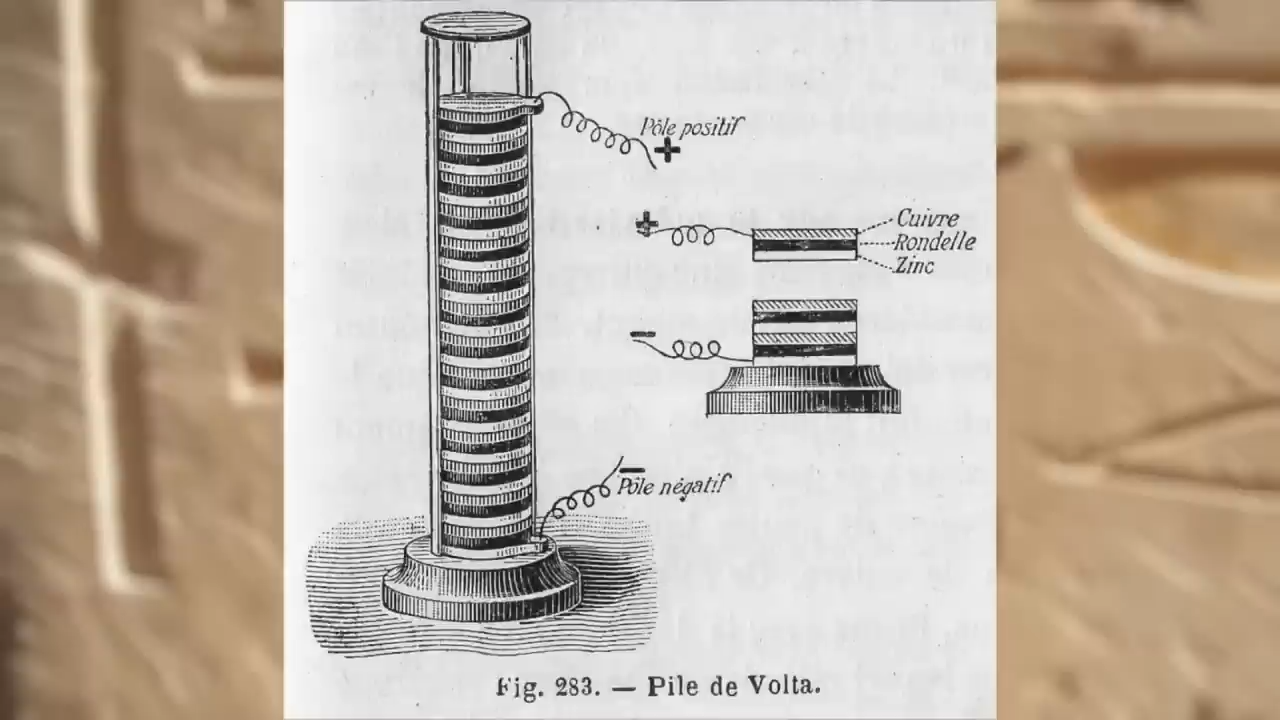 Pôle positif
+
+
Cuivre
Rondelle
Zinc
–
–
Pôle négatif
Fig. 283. — Pile de Volta.